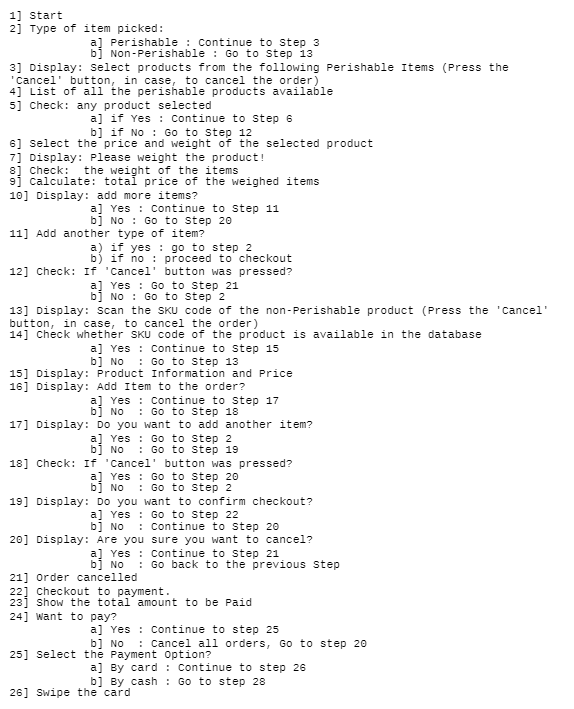 1] Start
2] Type of item picked:
a] Perishable : Continue to Step 3
b] Non-Perishable : Go to Step 13
3] Display: Select products from the following Perishable Items (Press the
'Cancel' button, in case, to cancel the order)
4] List of all the perishable products available
5] Check: any product selected
a] if Yes : Continue to Step 6
b] if No : Go to Step 12
6] Select the price and weight of the selected product
7] Display: Please weight the product!
8] Check:  the weight of the items
9] Calculate: total price of the weighed items
10] Display: add more items?
a] Yes : Continue to Step 11
b] No : Go to Step 20
11] Add another type of item?
a) if yes : go to step 2
b) if no : proceed to checkout
12] Check: If 'Cancel' button was pressed?
a] Yes : Go to Step 21
b] No : Go to Step 2
13] Display: Scan the SKU code of the non-Perishable product (Press the 'Cancel'
button, in case, to cancel the order)
14] Check whether SKU code of the product is available in the database
a] Yes : Continue to Step 15
b] No  : Go to Step 13
15] Display: Product Information and Price
16] Display: Add Item to the order?
a] Yes : Continue to Step 17
b] No  : Go to Step 18
17] Display: Do you want to add another item?
a] Yes : Go to Step 2
b] No  : Go to Step 19
18] Check: If 'Cancel' button was pressed?
a] Yes : Go to Step 20
b] No  : Go to Step 2
19] Display: Do you want to confirm checkout?
a] Yes : Go to Step 22
b] No  : Continue to Step 20
20] Display: Are you sure you want to cancel?
a] Yes : Continue to Step 21
b] No  : Go back to the previous Step
21] Order cancelled
22] Checkout to payment.
23] Show the total amount to be Paid
24] Want to pay?
a] Yes : Continue to step 25
b] No  : Cancel all orders, Go to step 20
25] Select the Payment Option?
a] By card : Continue to step 26
b] By cash : Go to step 28
26] Swipe the card